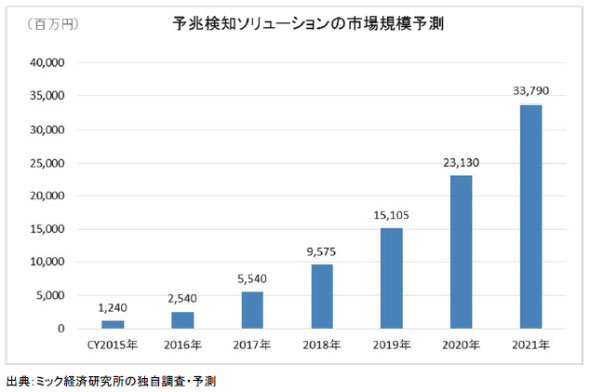 （百万円）
予兆検知ソリューションの市場規模予測
40,000
35,000
30,000
25,000
20,000
15,000
10,000
5,000
0
1,240
2,540
5,540
9,575
15,105
23,130
33,790
CY2015年
2016年
2017年
2018年
2019年
2020年
2021年
出典：ミック経済研究所の独自調査・予測